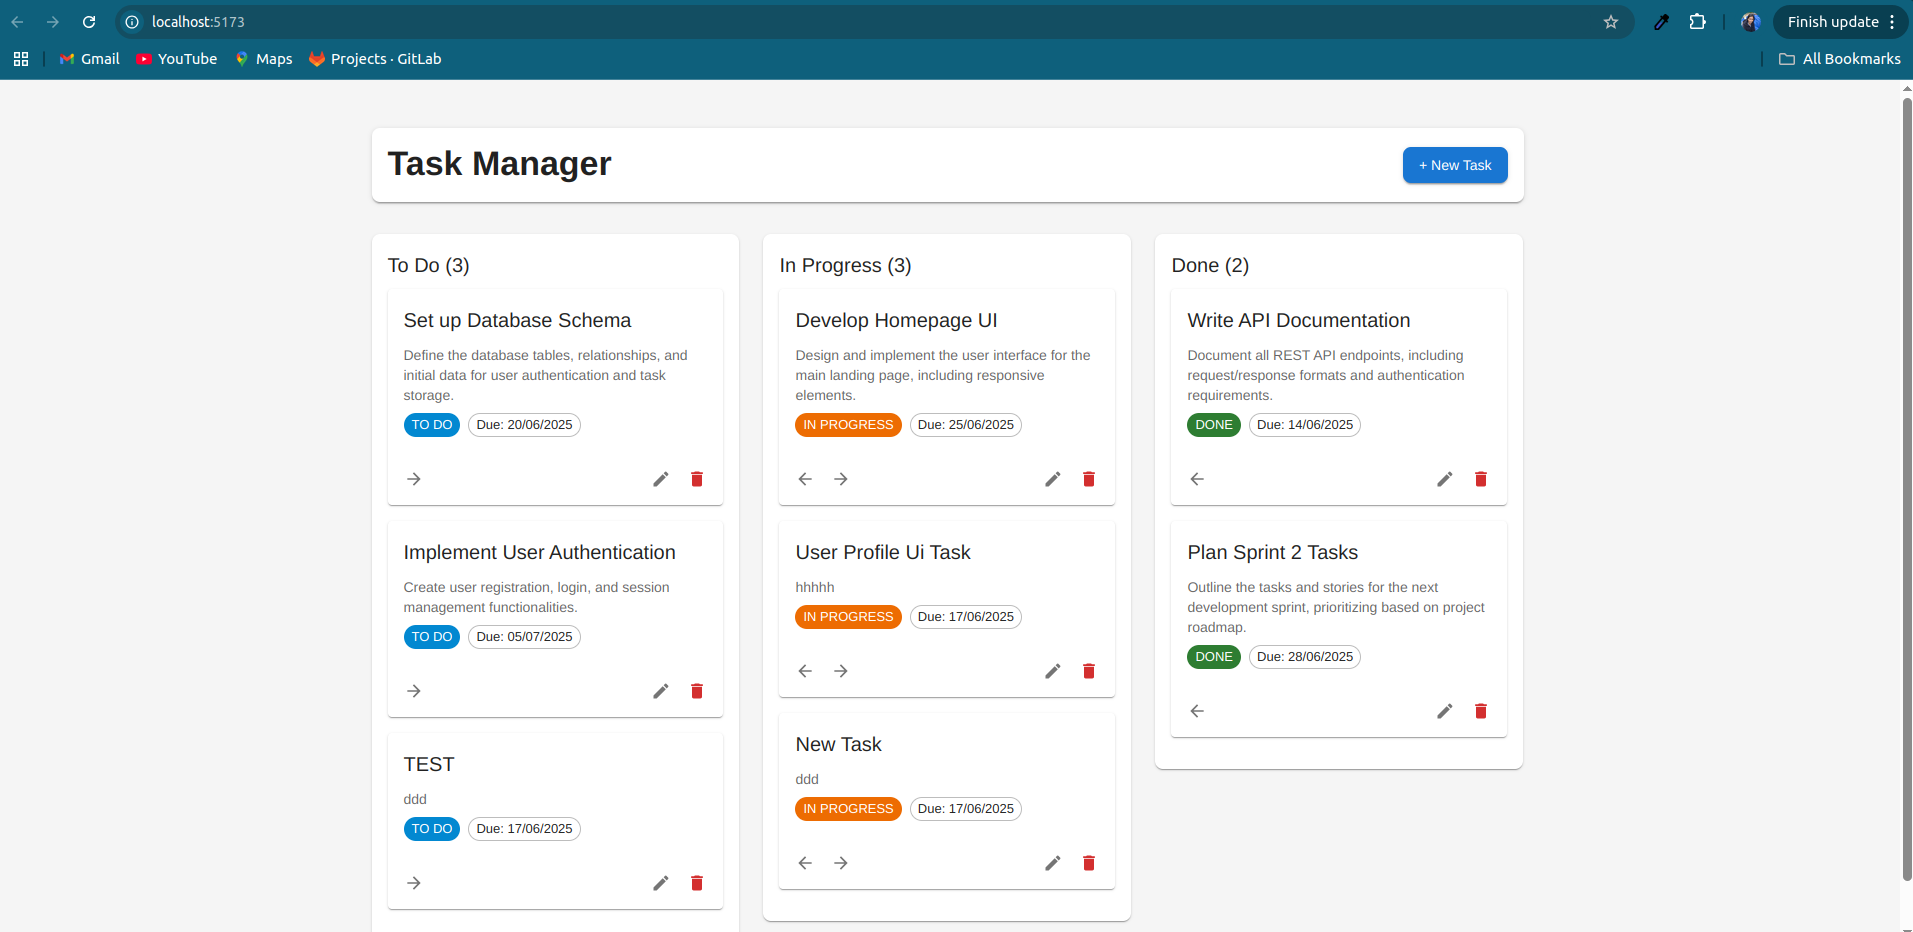 localhost:5173
Finish update
Gmail
YouTube
Maps
Projects · GitLab
All Bookmarks
Task Manager
+ New Task
To Do (3)
Set up Database Schema
Define the database tables, relationships, and
initial data for user authentication and task
storage.
TO DO
Due: 20/06/2025
Implement User Authentication
Create user registration, login, and session
management functionalities.
TO DO
Due: 05/07/2025
TEST
ddd
TO DO
Due: 17/06/2025
In Progress (3)
Develop Homepage UI
Design and implement the user interface for the
main landing page, including responsive
elements.
IN PROGRESS
Due: 25/06/2025
User Profile Ui Task
hhhhh
IN PROGRESS
Due: 17/06/2025
New Task
ddd
IN PROGRESS
Due: 17/06/2025
Done (2)
Write API Documentation
Document all REST API endpoints, including
request/response formats and authentication
requirements.
DONE
Due: 14/06/2025
Plan Sprint 2 Tasks
Outline the tasks and stories for the next
development sprint, prioritizing based on project
roadmap.
DONE
Due: 28/06/2025